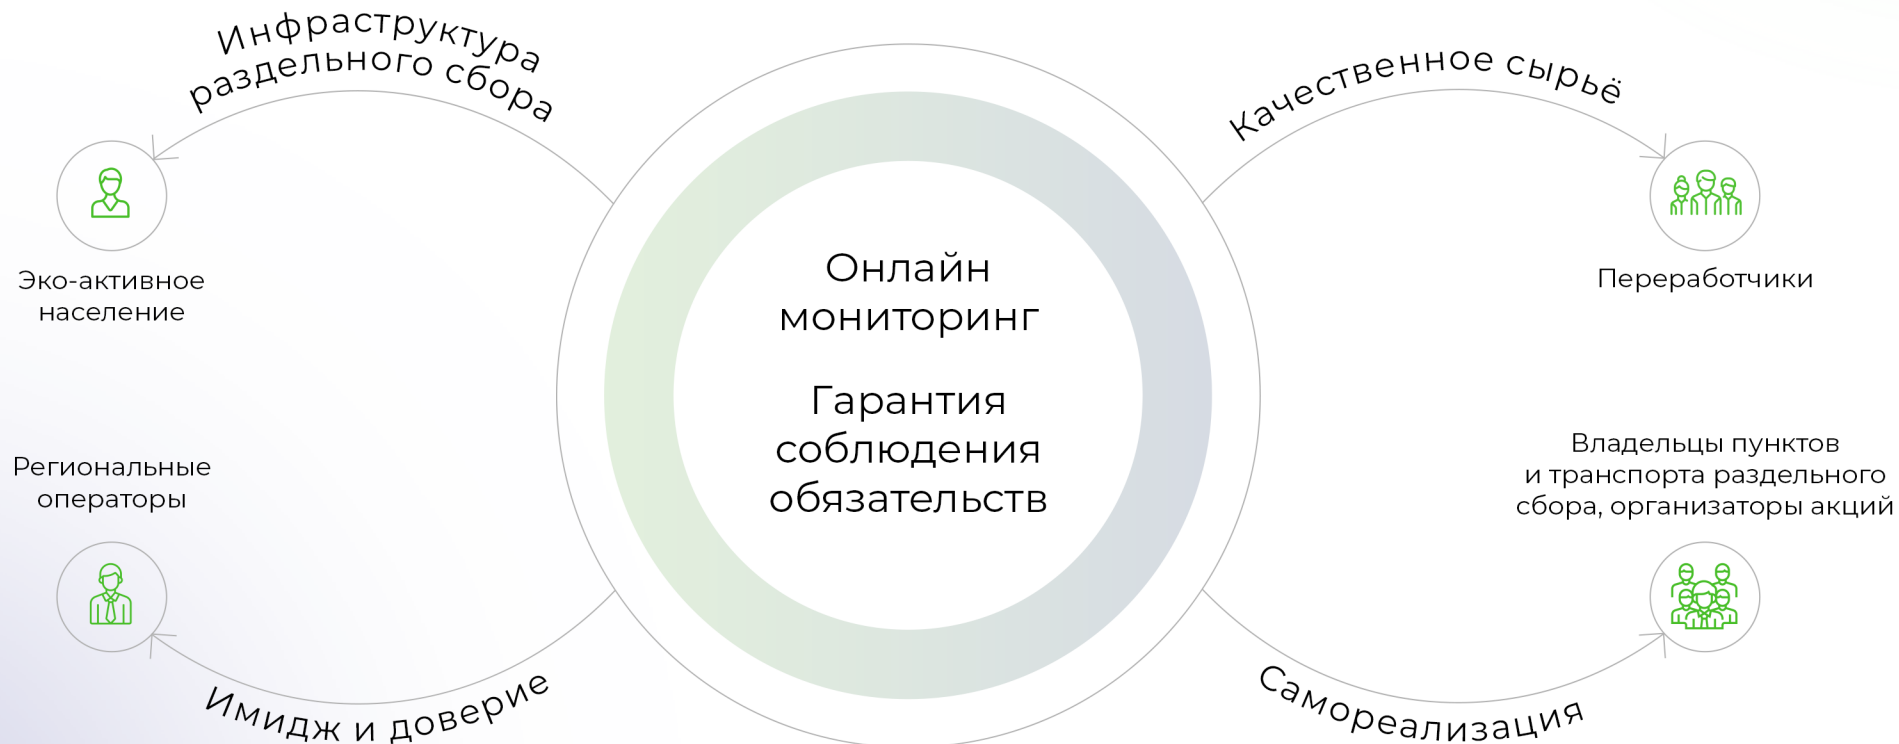 Инфраструктура
раздельного сбора
Эко-активное
население
Качественное сырьё
Переработчики
Онлайн
мониторинг
Гарантия
соблюдения
обязательств
Региональные
операторы
Имидж и доверие
Владельцы пунктов
и транспорта раздельного
сбора, организаторы акций
Самореализация